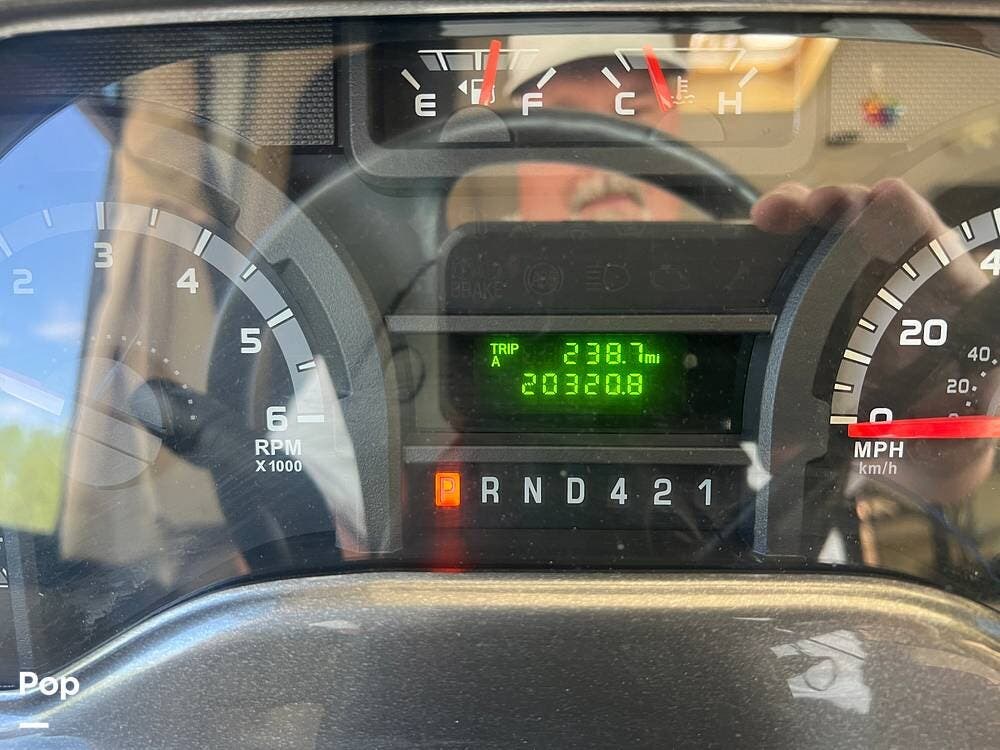 E F C H
2 3 4 5 6
RPM
X1000
TRIP
A
238.7mi
20320.8
P R N D 4 2 1
20 4
40
20
0
MPH
km/h
BRAKE
Pop